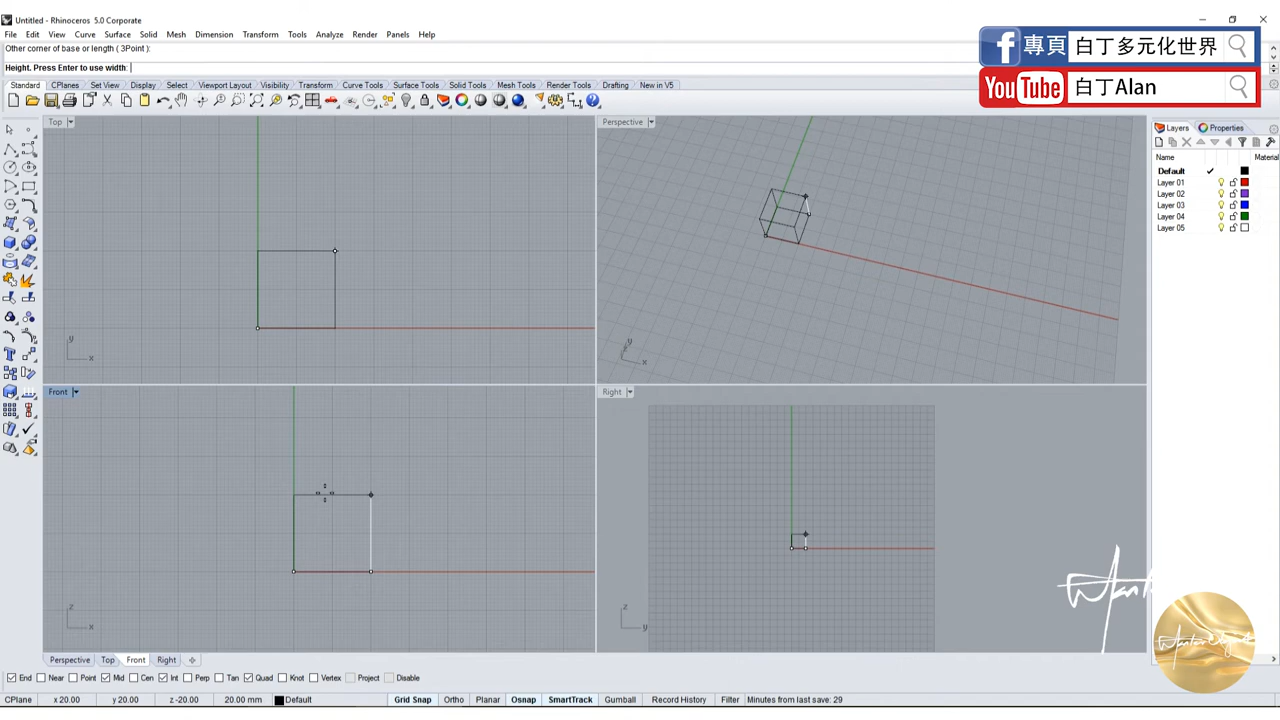 Untitled - Rhinoceros 5.0 Corporate
File Edit View Curve Surface Solid Mesh Dimension Transform Tools Analyze Render Panels Help
Other corner of base or length ( 3Point ):
Height. Press Enter to use width:
專頁 白丁多元化世界
YouTube 白丁Alan
Standard CPlanes Set View Display Select Viewport Layout Visibility Transform Curve Tools Surface Tools Solid Tools Mesh Tools Render Tools Drafting New in V5
Top
Perspective
Layers Properties
Name Material
Default
Layer 01
Layer 02
Layer 03
Layer 04
Layer 05
y
x
y
x
Front
Right
z
x
z
y
Perspective Top Front Right
End Near Point Mid Cen Int Perp Tan Quad Knot Vertex Project Disable
CPlane x 20.00 y 20.00 z -20.00 20.00 mm Default Grid Snap Ortho Planar Osnap SmartTrack Gumball Record History Filter Minutes from last save: 29